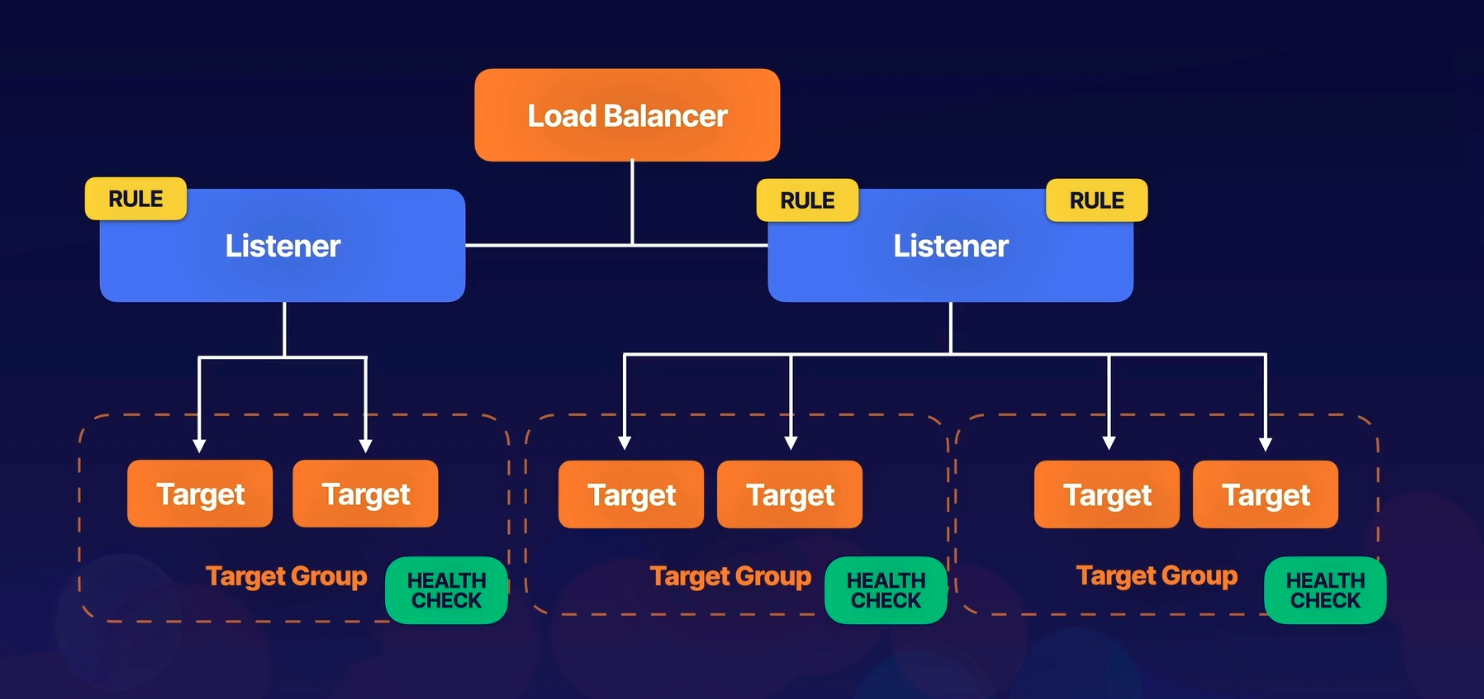 Load Balancer
RULE
RULE
RULE
Listener
Listener
Target
Target
Target
Target
Target
Target
Target Group
HEALTH
CHECK
Target Group
HEALTH
CHECK
Target Group
HEALTH
CHECK